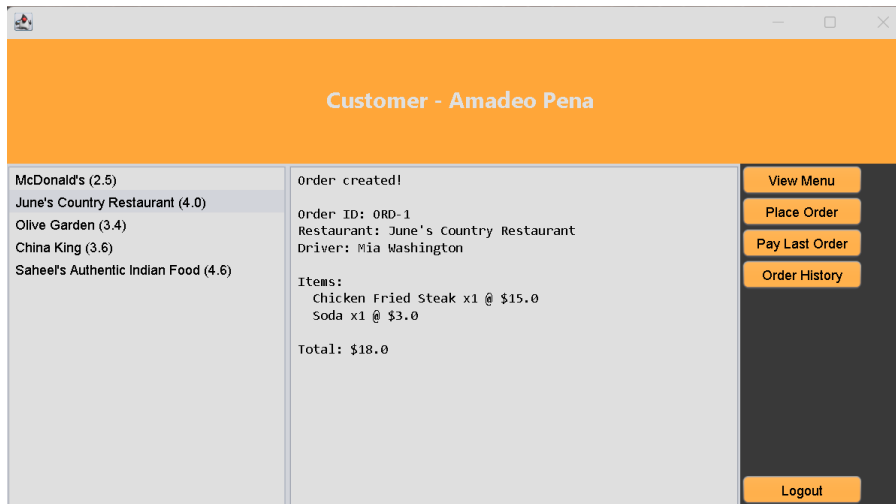 Customer - Amadeo Pena
McDonald's (2.5)
June's Country Restaurant (4.0)
Olive Garden (3.4)
China King (3.6)
Saheel's Authentic Indian Food (4.6)
Order created!
Order ID: ORD-1
Restaurant: June's Country Restaurant
Driver: Mia Washington
Items:
Chicken Fried Steak x1 @ $15.0
Soda x1 @ $3.0
Total: $18.0
View Menu
Place Order
Pay Last Order
Order History
Logout